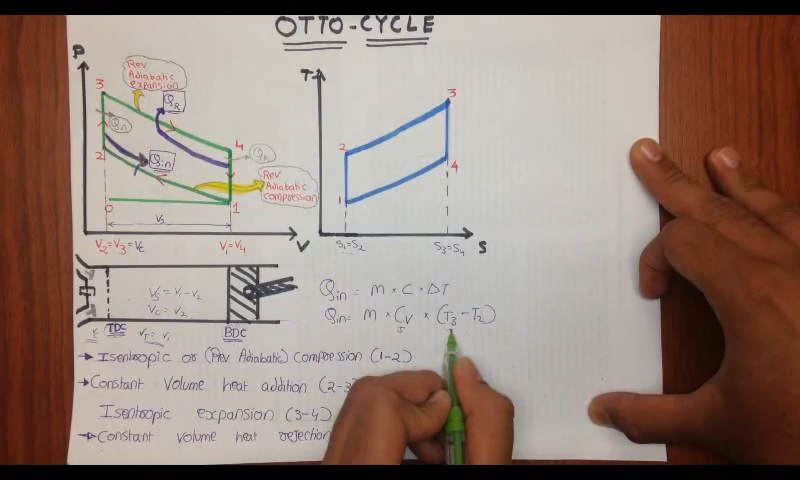 OTTO-CYCLE
P
3
Rev
Adiabatic
expansion
QR
4
Qin
QR
2
Qin
Rev
Adiabatic
compression
0
1
Vs
V
V2=V3=Vc
V1=V4
T
3
2
4
1
S
S1=S2
S3=S4
Vs = V1-V2
Vc = V2
TDC
VT = V1
BDC
Qin = m × C × ΔT
Qin = m × Cv × (T3-T2)
Isentropic or (Rev Adiabatic) compression (1-2)
Constant Volume heat addition (2-3
Isentropic expansion (3-4)
Constant volume heat rejection